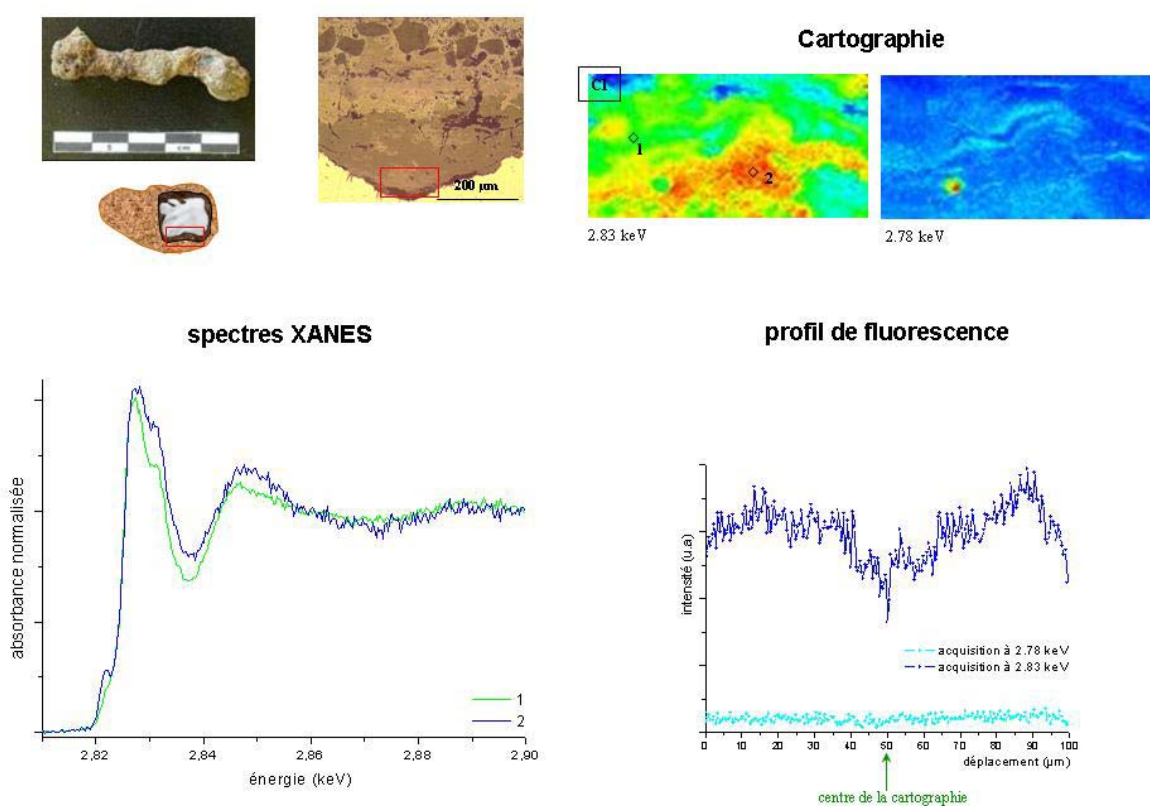 Cartographie
Cl
1
2
200 µm
2.83 keV
2.78 keV
spectres XANES
profil de fluorescence
absorbance normalisée
1
2
2,82
2,84
2,86
2,88
2,90
énergie (keV)
intensité (u.a)
acquisition à 2.78 keV
acquisition à 2.83 keV
0
10
20
30
40
50
60
70
80
90
100
déplacement (µm)
centre de la cartographie